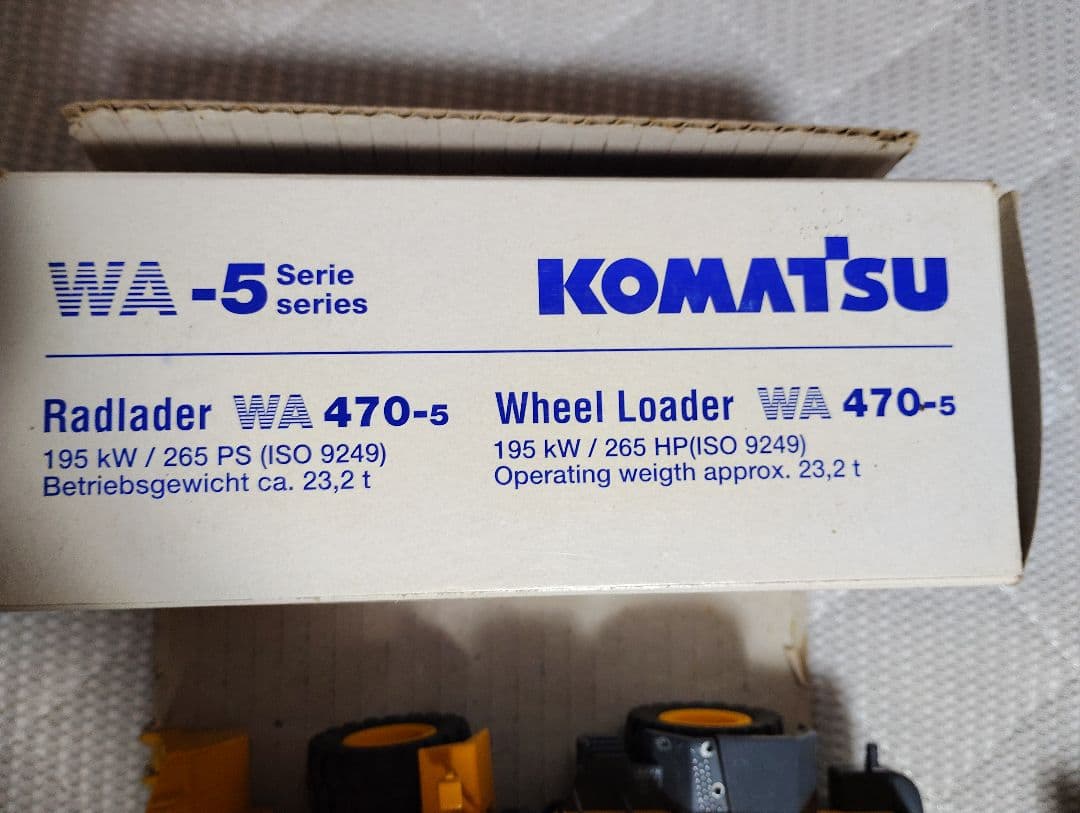 WA -5 Serie series
KOMATSU
Radlader WA 470-5
195 kW / 265 PS (ISO 9249)
Betriebsgewicht ca. 23,2 t
Wheel Loader WA 470-5
195 kW / 265 HP(ISO 9249)
Operating weigth approx. 23,2 t